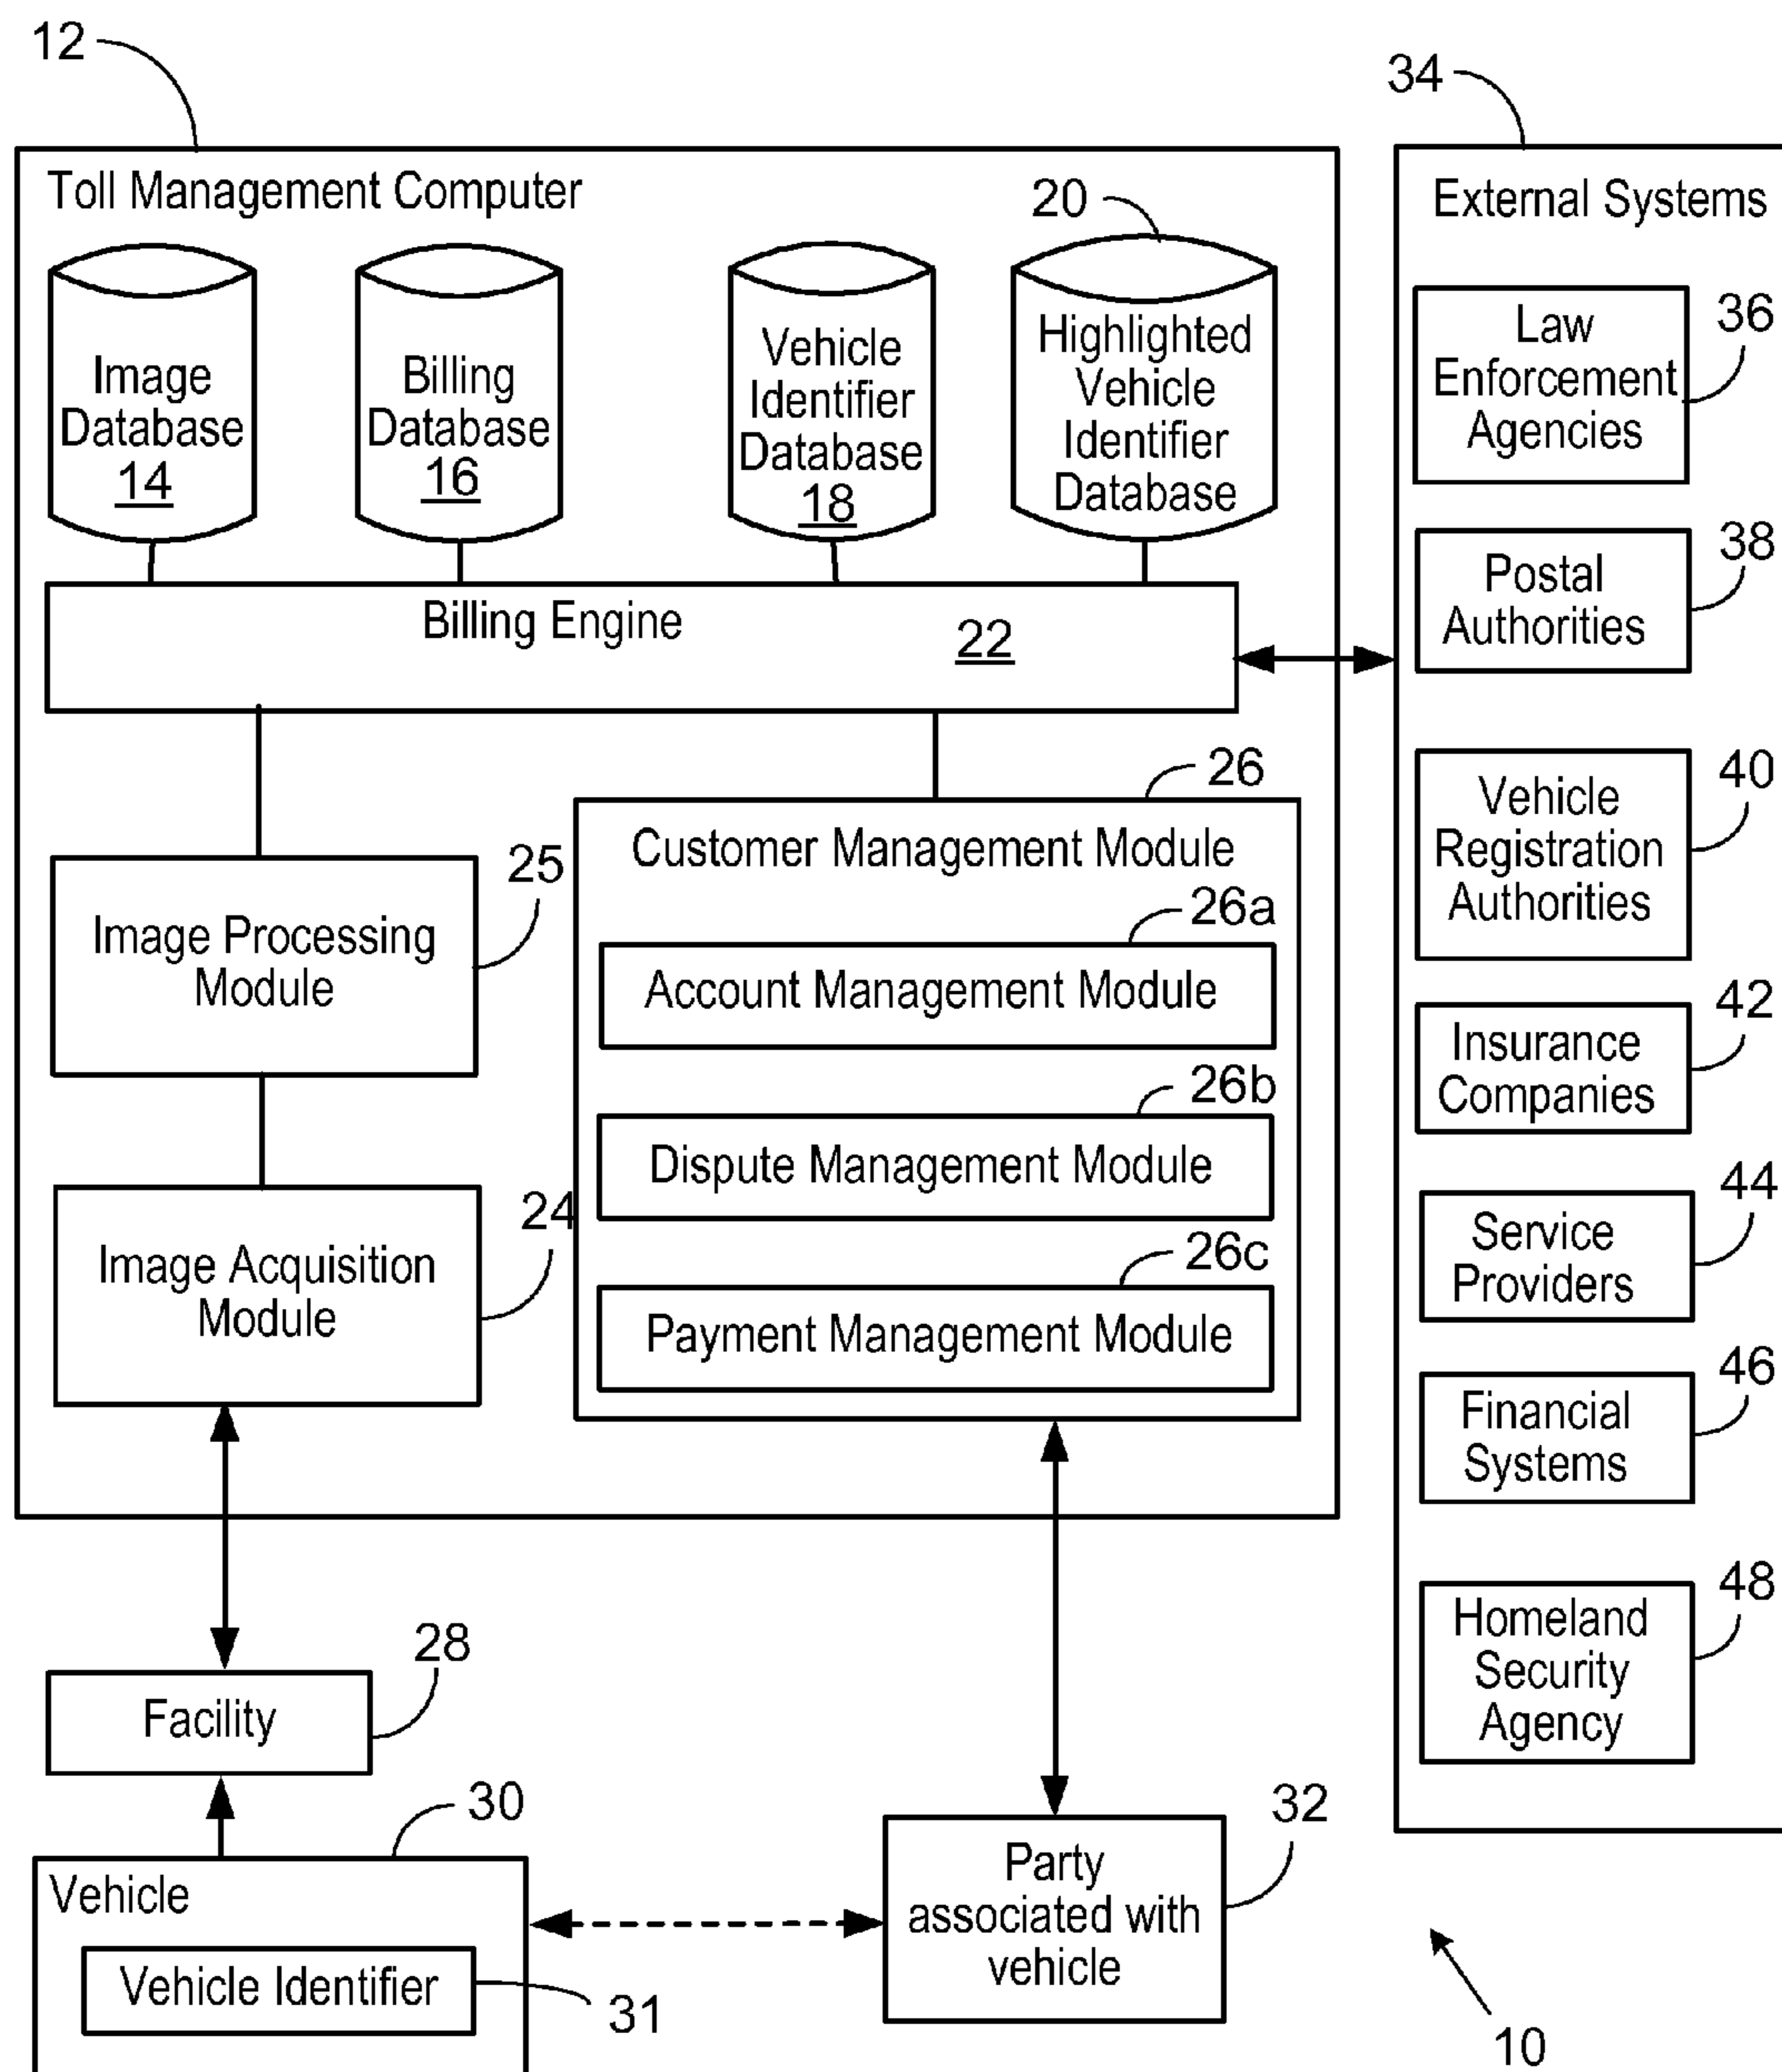 12
34
Toll Management Computer
20
External Systems
Image
Database
14
Billing
Database
16
Vehicle
Identifier
Database
18
Highlighted
Vehicle
Identifier
Database
Law
Enforcement
Agencies
36
Postal
Authorities
38
Billing Engine
22
Vehicle
Registration
Authorities
40
26
Customer Management Module
25
Image Processing
Module
26a
Account Management Module
Insurance
Companies
42
26b
Dispute Management Module
24
Image Acquisition
Module
Service
Providers
44
26c
Payment Management Module
Financial
Systems
46
Homeland
Security
Agency
48
28
Facility
30
Vehicle
Vehicle Identifier
31
32
Party
associated with
vehicle
10